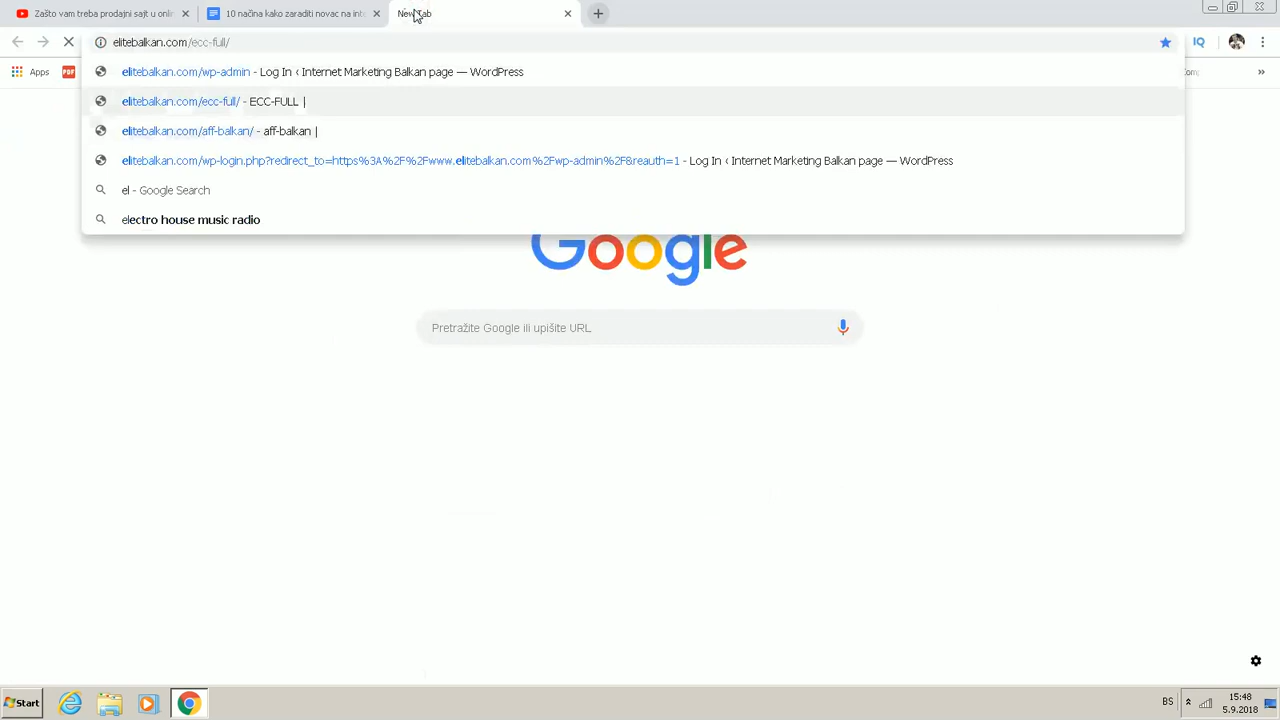 Zašto vam treba prodajni sajt u onlin
10 načina kako zaraditi novac na int
New Tab
elitebalkan.com/ecc-full/
IQ
Apps
PDF
elitebalkan.com/wp-admin - Log In ‹ Internet Marketing Balkan page — WordPress
elitebalkan.com/ecc-full/ - ECC-FULL |
elitebalkan.com/aff-balkan/ - aff-balkan |
elitebalkan.com/wp-login.php?redirect_to=https%3A%2F%2Fwww.elitebalkan.com%2Fwp-admin%2F&reauth=1 - Log In ‹ Internet Marketing Balkan page — WordPress
el - Google Search
electro house music radio
Google
Pretražite Google ili upišite URL
Start
BS
15:48
5.9.2018